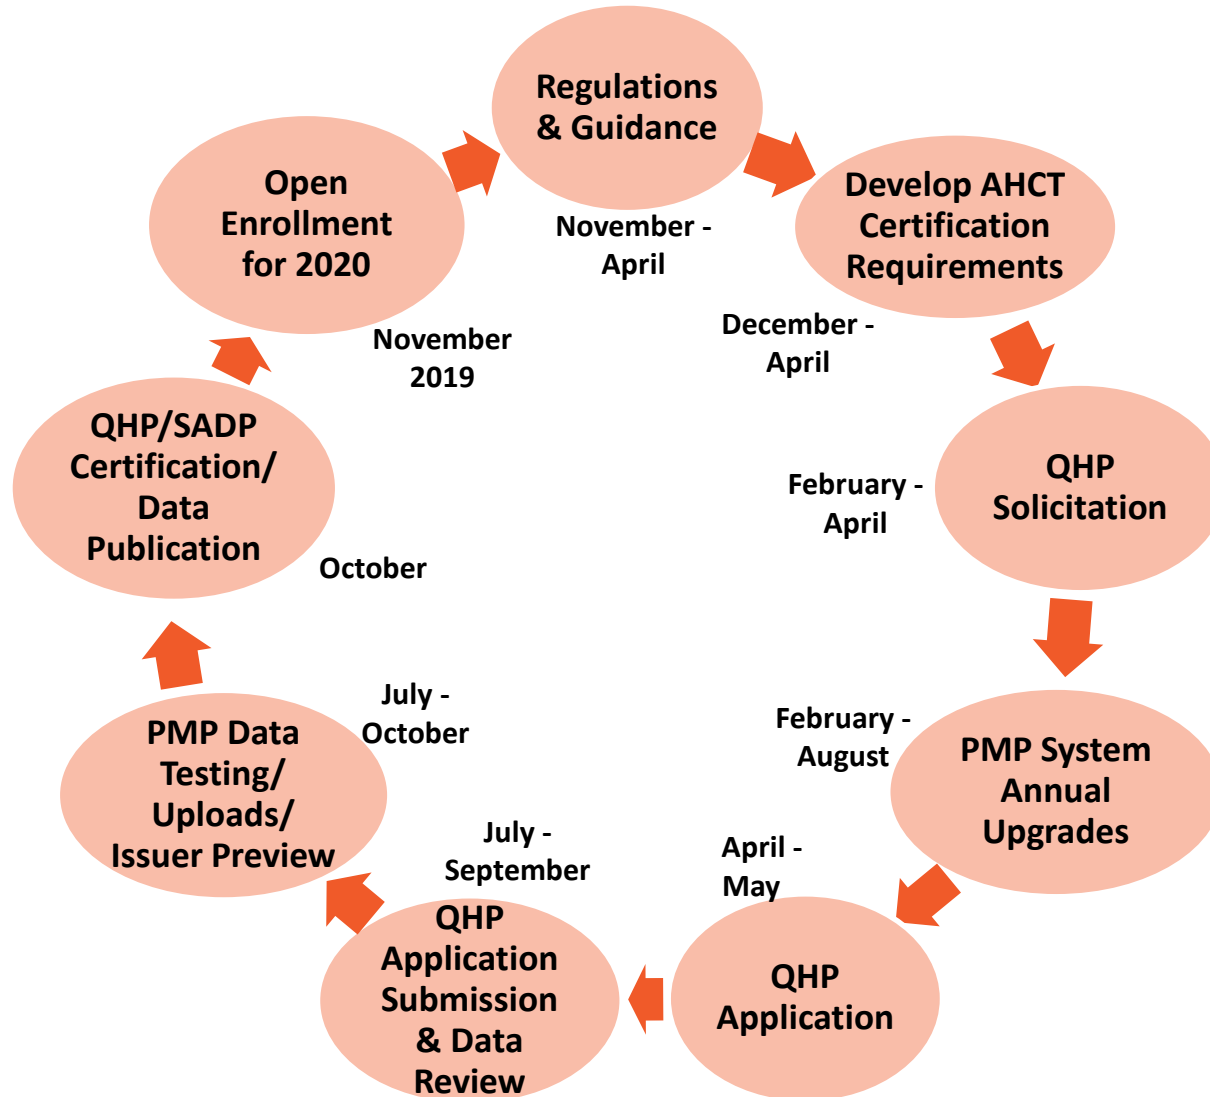 Regulations
& Guidance
November -
April
Develop AHCT
Certification
Requirements
December -
April
QHP
Solicitation
February -
April
PMP System
Annual
Upgrades
February -
August
QHP
Application
April -
May
QHP
Application
Submission
& Data
Review
July -
September
PMP Data
Testing/
Uploads/
Issuer Preview
July -
October
QHP/SADP
Certification/
Data
Publication
October
Open
Enrollment
for 2020
November
2019